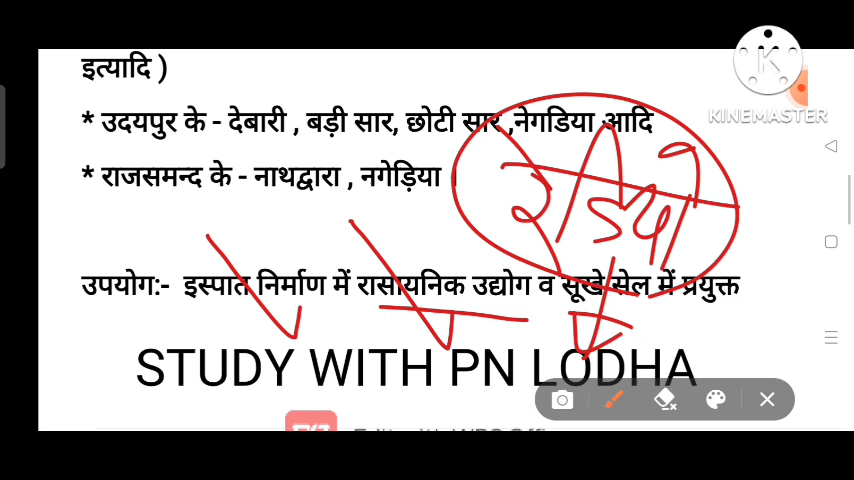 इत्यादि )
KINEMASTER
* उदयपुर के - देबारी , बड़ी सार, छोटी सार ,नेगडिया आदि
* राजसमन्द के - नाथद्वारा , नगेड़िया ।
उपयोग:- इस्पात निर्माण में रासायनिक उद्योग व सूखे सेल में प्रयुक्त
STUDY WITH PN LODHA